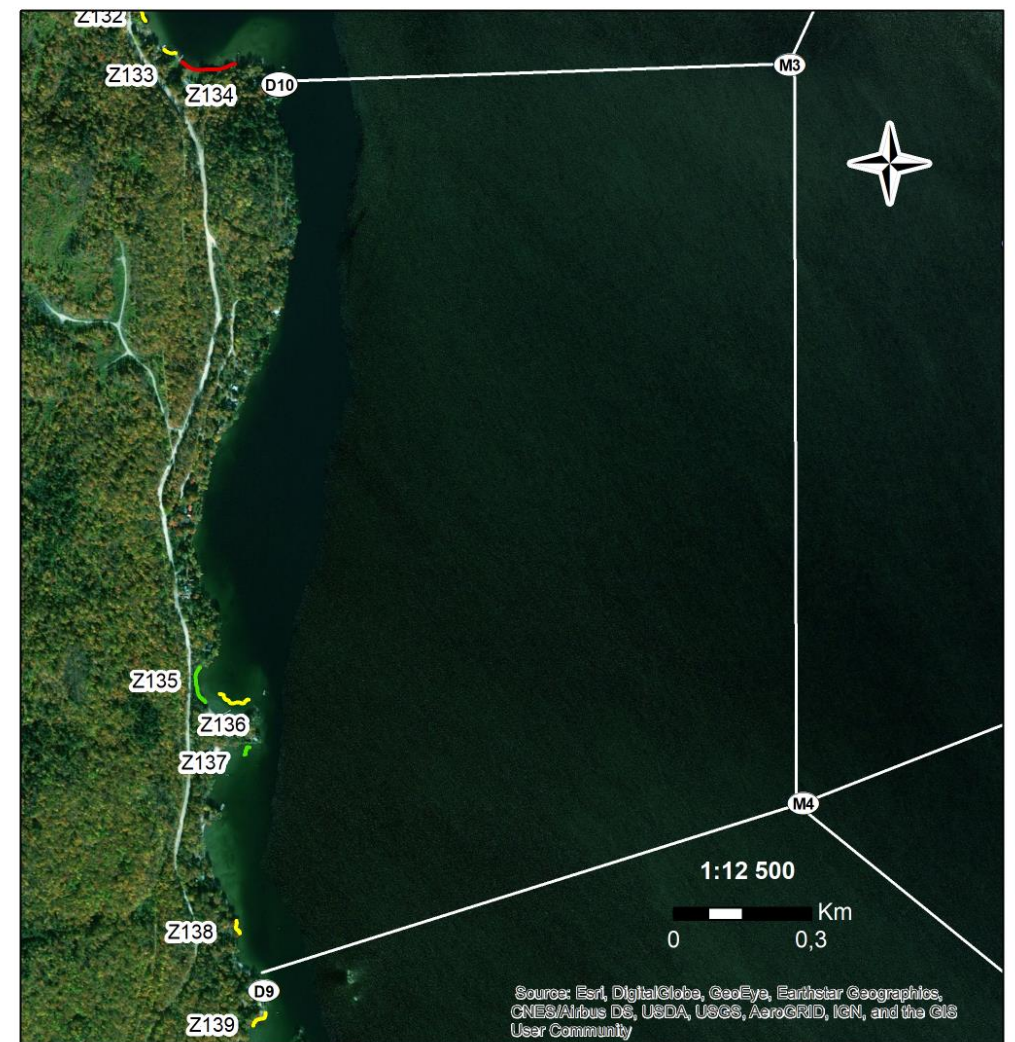 Z132
Z133
Z134
D10
M3
Z135
Z136
Z137
M4
1:12 500
Km
0 0,3
Z138
D9
Z139
Source: Esri, DigitalGlobe, GeoEye, Earthstar Geographics,
CNES/Airbus DS, USDA, USGS, AeroGRID, IGN, and the GIS
User Community